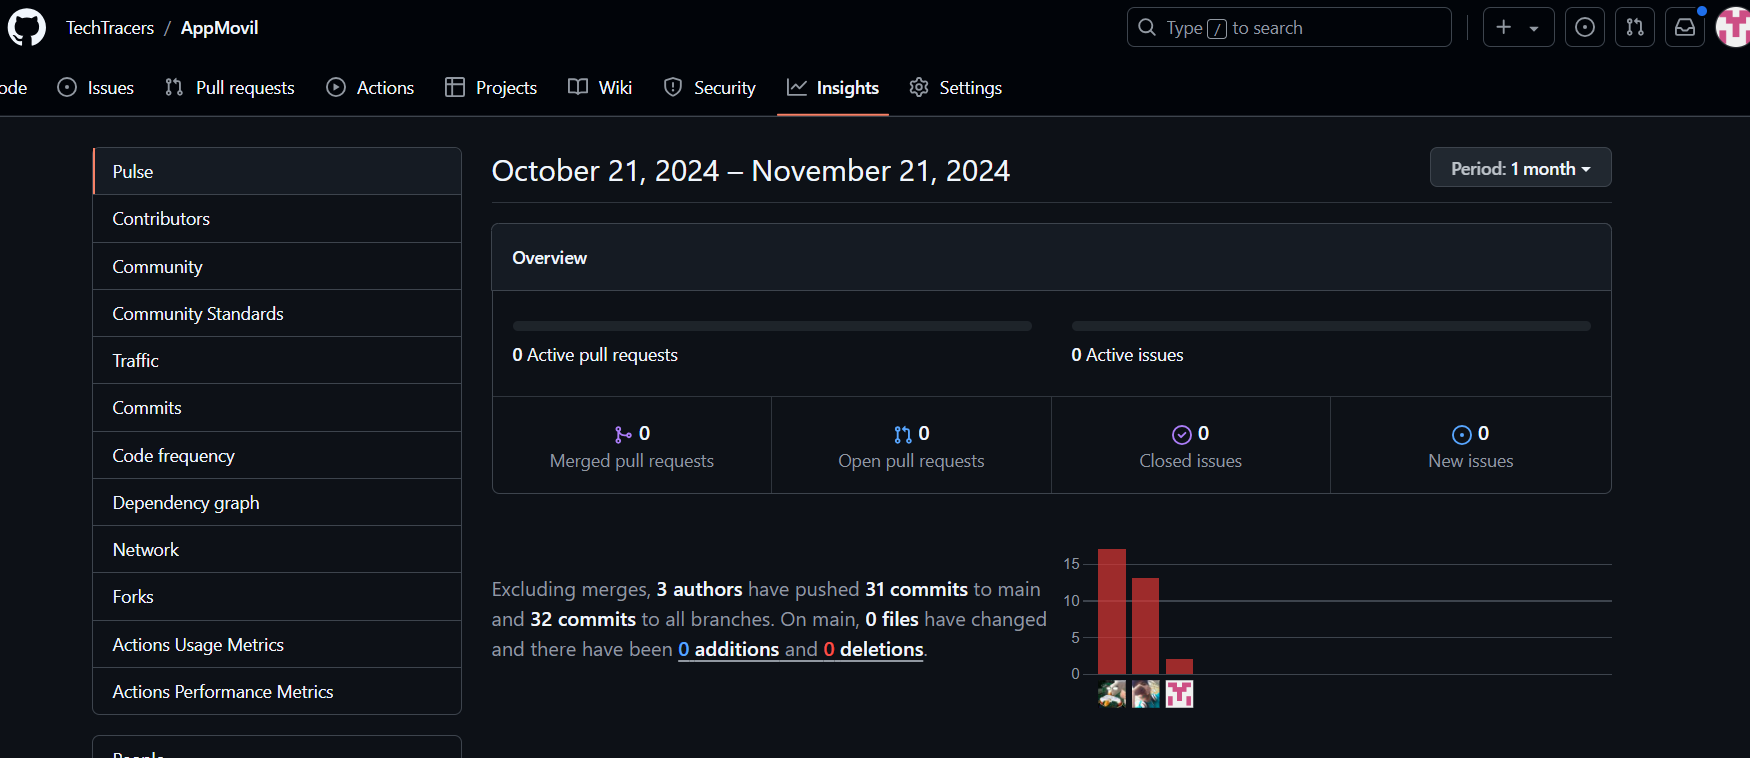 TechTracers / AppMovil
Type / to search
ode
Issues
Pull requests
Actions
Projects
Wiki
Security
Insights
Settings
Pulse
Contributors
Community
Community Standards
Traffic
Commits
Code frequency
Dependency graph
Network
Forks
Actions Usage Metrics
Actions Performance Metrics
People
October 21, 2024 – November 21, 2024
Period: 1 month
Overview
0 Active pull requests
0 Active issues
0
Merged pull requests
0
Open pull requests
0
Closed issues
0
New issues
Excluding merges, 3 authors have pushed 31 commits to main
and 32 commits to all branches. On main, 0 files have changed
and there have been 0 additions and 0 deletions.
15
10
5
0